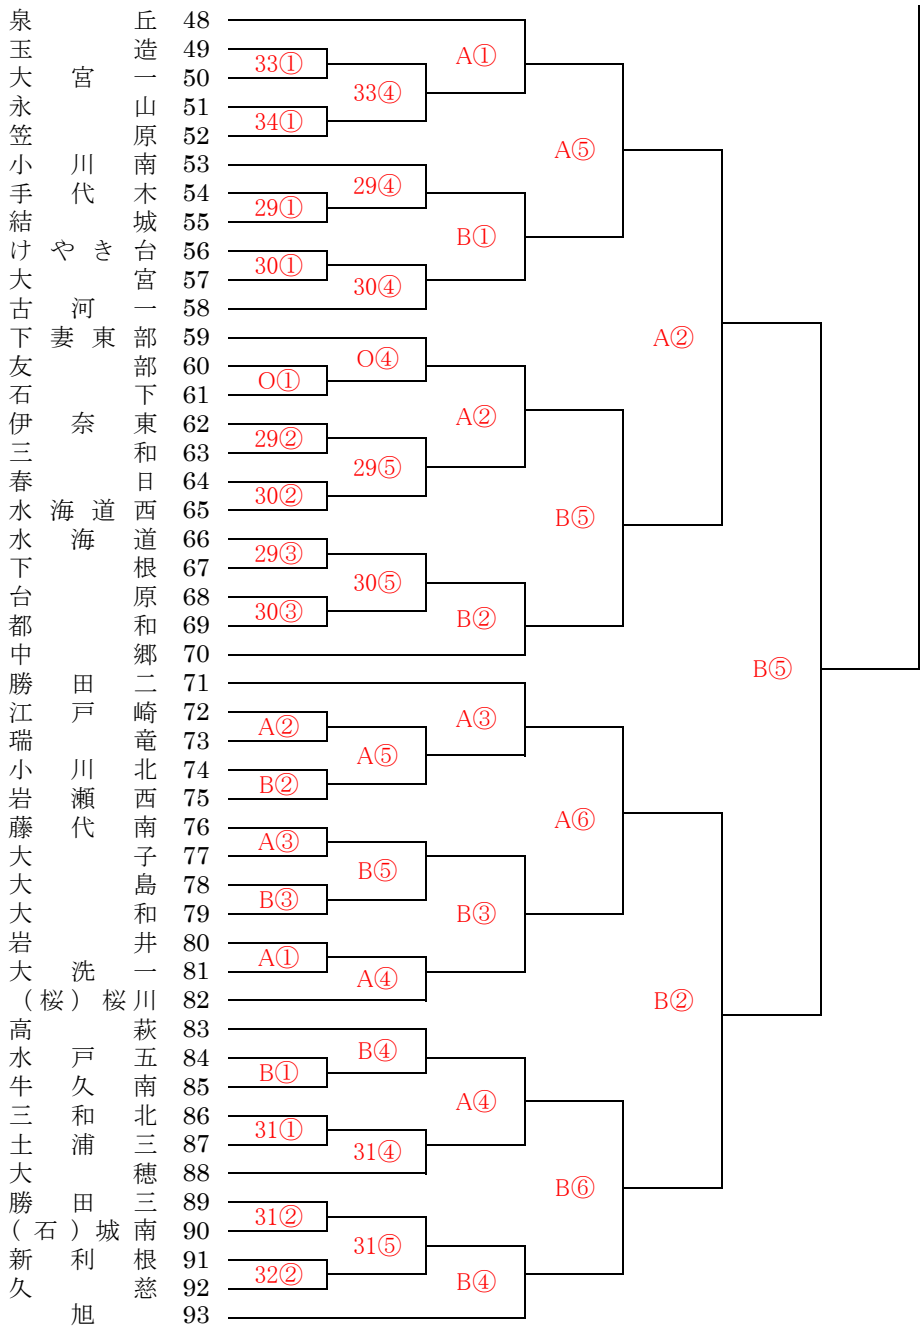 泉丘 48
A①
玉造 49
33①
大宮一 50
33④
永山 51
34①
笠原 52
A⑤
小川南 53
29④
手代木 54
29①
結城 55
B①
けやき台 56
30①
大宮 57
30④
古河一 58
下妻東部 59
A②
O④
友部 60
O①
石下 61
A②
伊奈東 62
29②
三和 63
29⑤
春日 64
30②
水海道西 65
B⑤
水海道 66
29③
下根 67
30⑤
台原 68
30③
都和 69
B②
中郷 70
B⑤
勝田二 71
A③
江戸崎 72
A②
瑞竜 73
A⑤
小川北 74
B②
岩瀬西 75
A⑥
藤代南 76
A③
大子 77
B⑤
大島 78
B③
大和 79
B③
岩井 80
A①
大洗一 81
A④
(桜)桜川 82
B②
高萩 83
B④
水戸五 84
B①
牛久南 85
A④
三和北 86
31①
土浦三 87
31④
大穂 88
B⑥
勝田三 89
31②
(石)城南 90
31⑤
新利根 91
32②
久慈 92
B④
旭 93